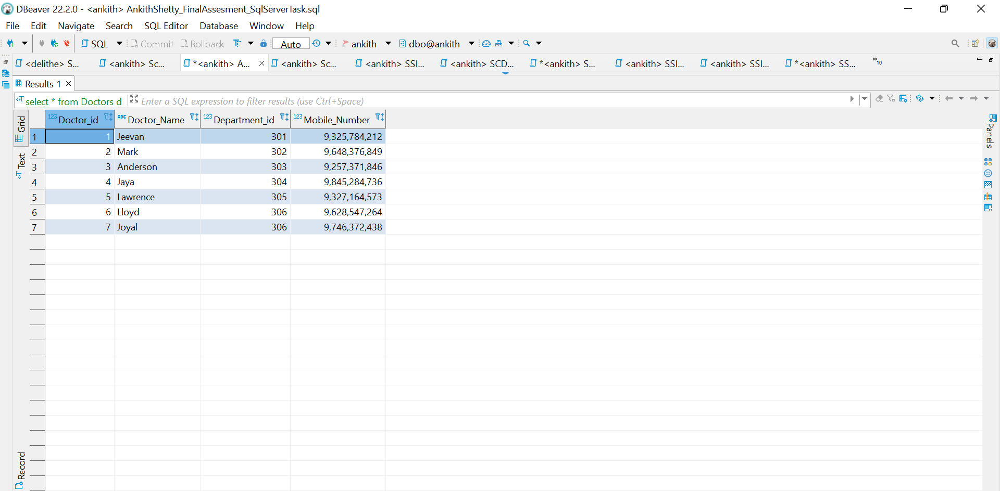 DBeaver 22.2.0 - <ankith> AnkithShetty_FinalAssesment_SqlServerTask.sql
File Edit Navigate Search SQL Editor Database Window Help
SQL Commit Rollback Auto ankith dbo@ankith
<delithe> S... <ankith> Sc... *<ankith> A... <ankith> Sc... <ankith> SSI... <ankith> SCD... *<ankith> S... <ankith> SSI... <ankith> SSI... *<ankith> SS... »10
Results 1
select * from Doctors d Enter a SQL expression to filter results (use Ctrl+Space)
123 Doctor_id ABC Doctor_Name 123 Department_id 123 Mobile_Number
1 1 Jeevan 301 9,325,784,212
2 2 Mark 302 9,648,376,849
3 3 Anderson 303 9,257,371,846
4 4 Jaya 304 9,845,284,736
5 5 Lawrence 305 9,327,164,573
6 6 Lloyd 306 9,628,547,264
7 7 Joyal 306 9,746,372,438
Grid
Text
Record
Panels